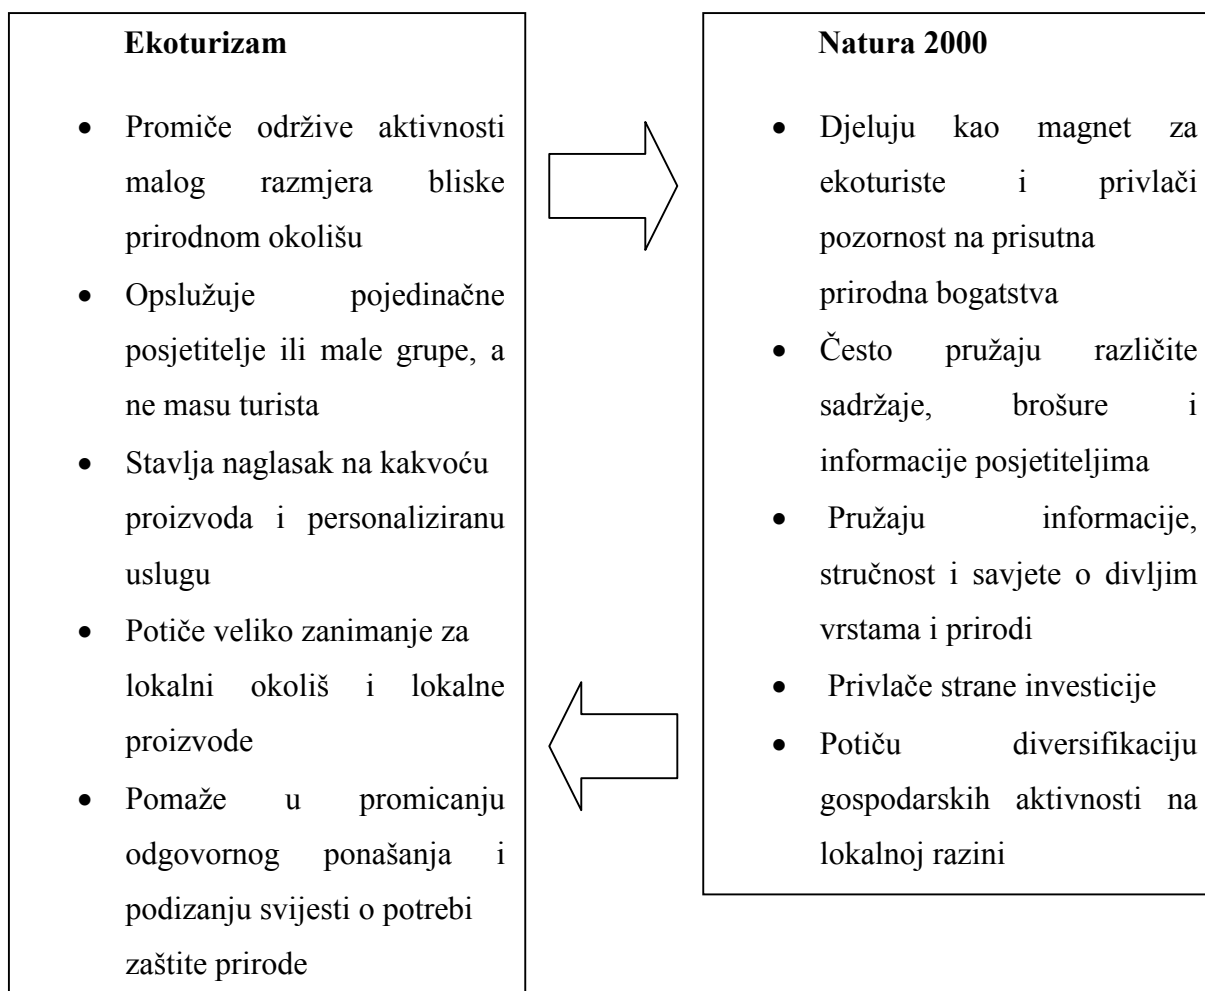 Ekoturizam
• Promiče održive aktivnosti
malog razmjera bliske
prirodnom okolišu
• Opslužuje pojedinačne
posjetitelje ili male grupe, a
ne masu turista
• Stavlja naglasak na kakvoću
proizvoda i personaliziranu
uslugu
• Potiče veliko zanimanje za
lokalni okoliš i lokalne
proizvode
• Pomaže u promicanju
odgovornog ponašanja i
podizanju svijesti o potrebi
zaštite prirode
Natura 2000
• Djeluju kao magnet za
ekoturiste i privlači
pozornost na prisutna
prirodna bogatstva
• Često pružaju različite
sadržaje, brošure i
informacije posjetiteljima
• Pružaju informacije,
stručnost i savjete o divljim
vrstama i prirodi
• Privlače strane investicije
• Potiču diversifikaciju
gospodarskih aktivnosti na
lokalnoj razini